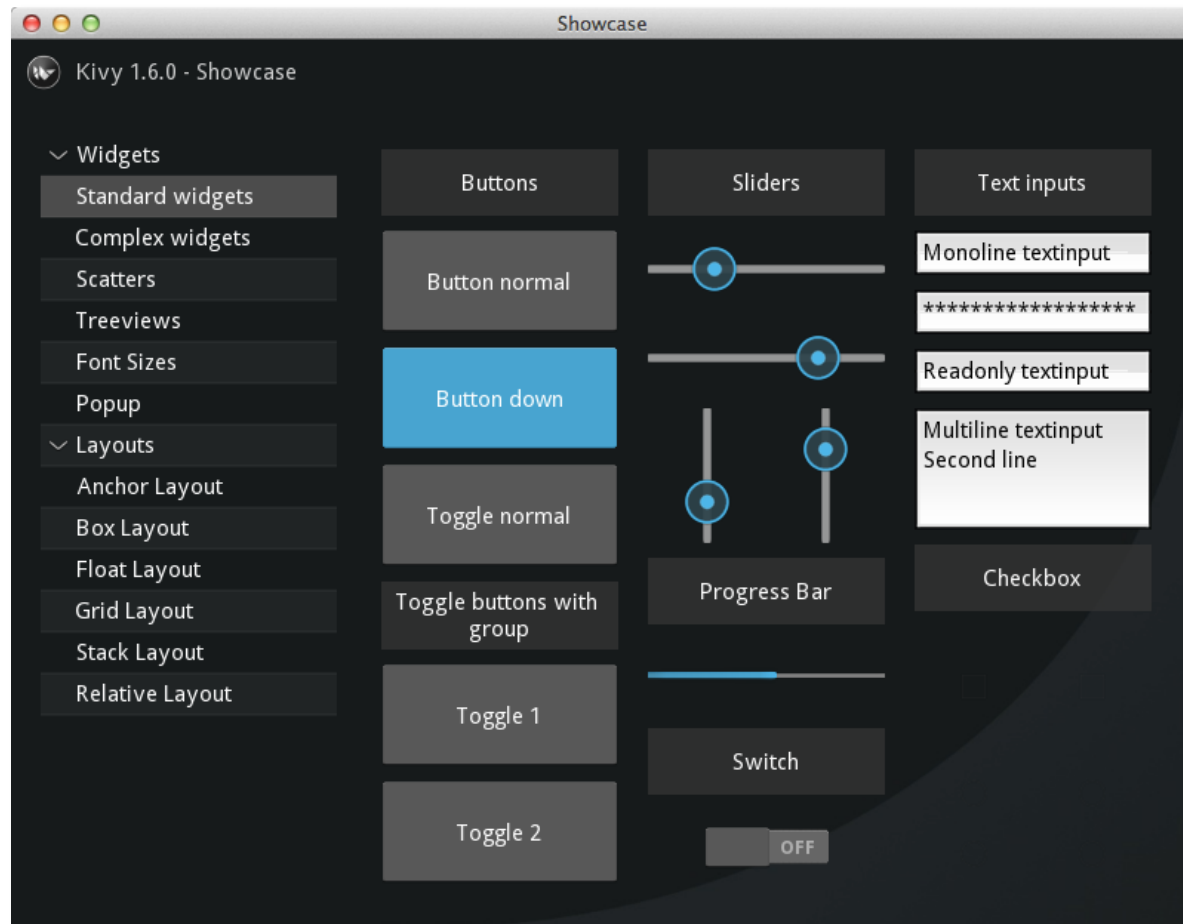 Showcase
Kivy 1.6.0 - Showcase
Widgets
Standard widgets
Complex widgets
Scatters
Treeviews
Font Sizes
Popup
Layouts
Anchor Layout
Box Layout
Float Layout
Grid Layout
Stack Layout
Relative Layout
Buttons
Button normal
Button down
Toggle normal
Toggle buttons with
group
Toggle 1
Toggle 2
Sliders
Progress Bar
Switch
OFF
Text inputs
Monoline textinput
******************
Readonly textinput
Multiline textinput
Second line
Checkbox